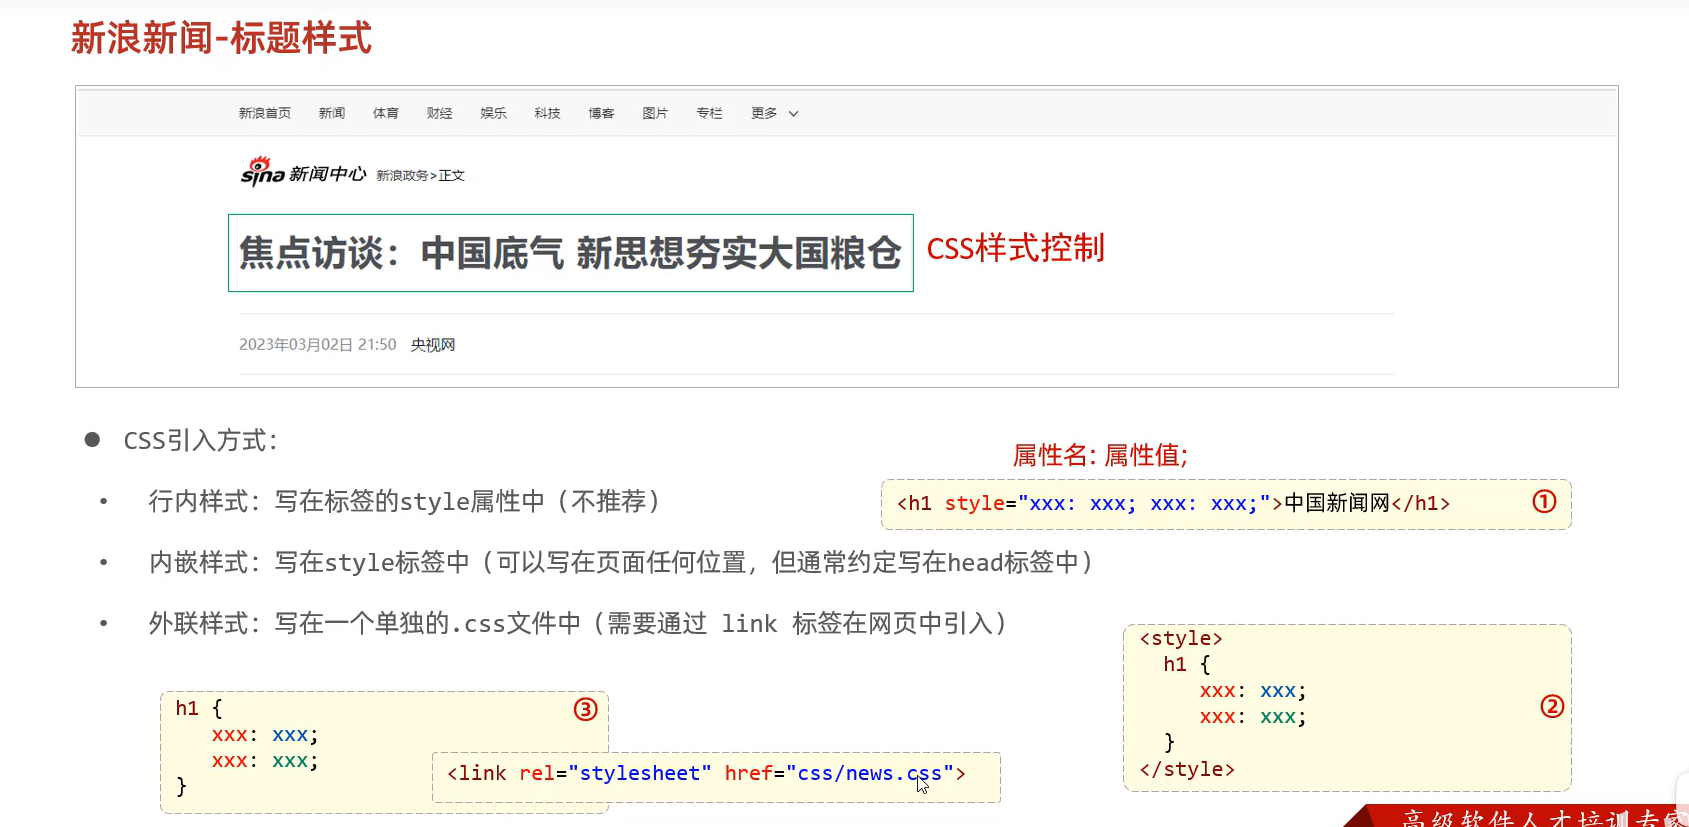 新浪新闻-标题样式
新浪首页 新闻 体育 财经 娱乐 科技 博客 图片 专栏 更多
sina 新闻中心 新浪政务>正文
焦点访谈：中国底气 新思想夯实大国粮仓
CSS样式控制
2023年03月02日 21:50 央视网
CSS引入方式：
属性名: 属性值;
行内样式：写在标签的style属性中（不推荐）
<h1 style="xxx: xxx; xxx: xxx;">中国新闻网</h1> ①
内嵌样式：写在style标签中（可以写在页面任何位置，但通常约定写在head标签中）
外联样式：写在一个单独的.css文件中（需要通过 link 标签在网页中引入）
<style>
h1 {
xxx: xxx;
xxx: xxx;
}
</style>
②
h1 {
xxx: xxx;
xxx: xxx;
}
③
<link rel="stylesheet" href="css/news.css">
高级软件人才培训专家